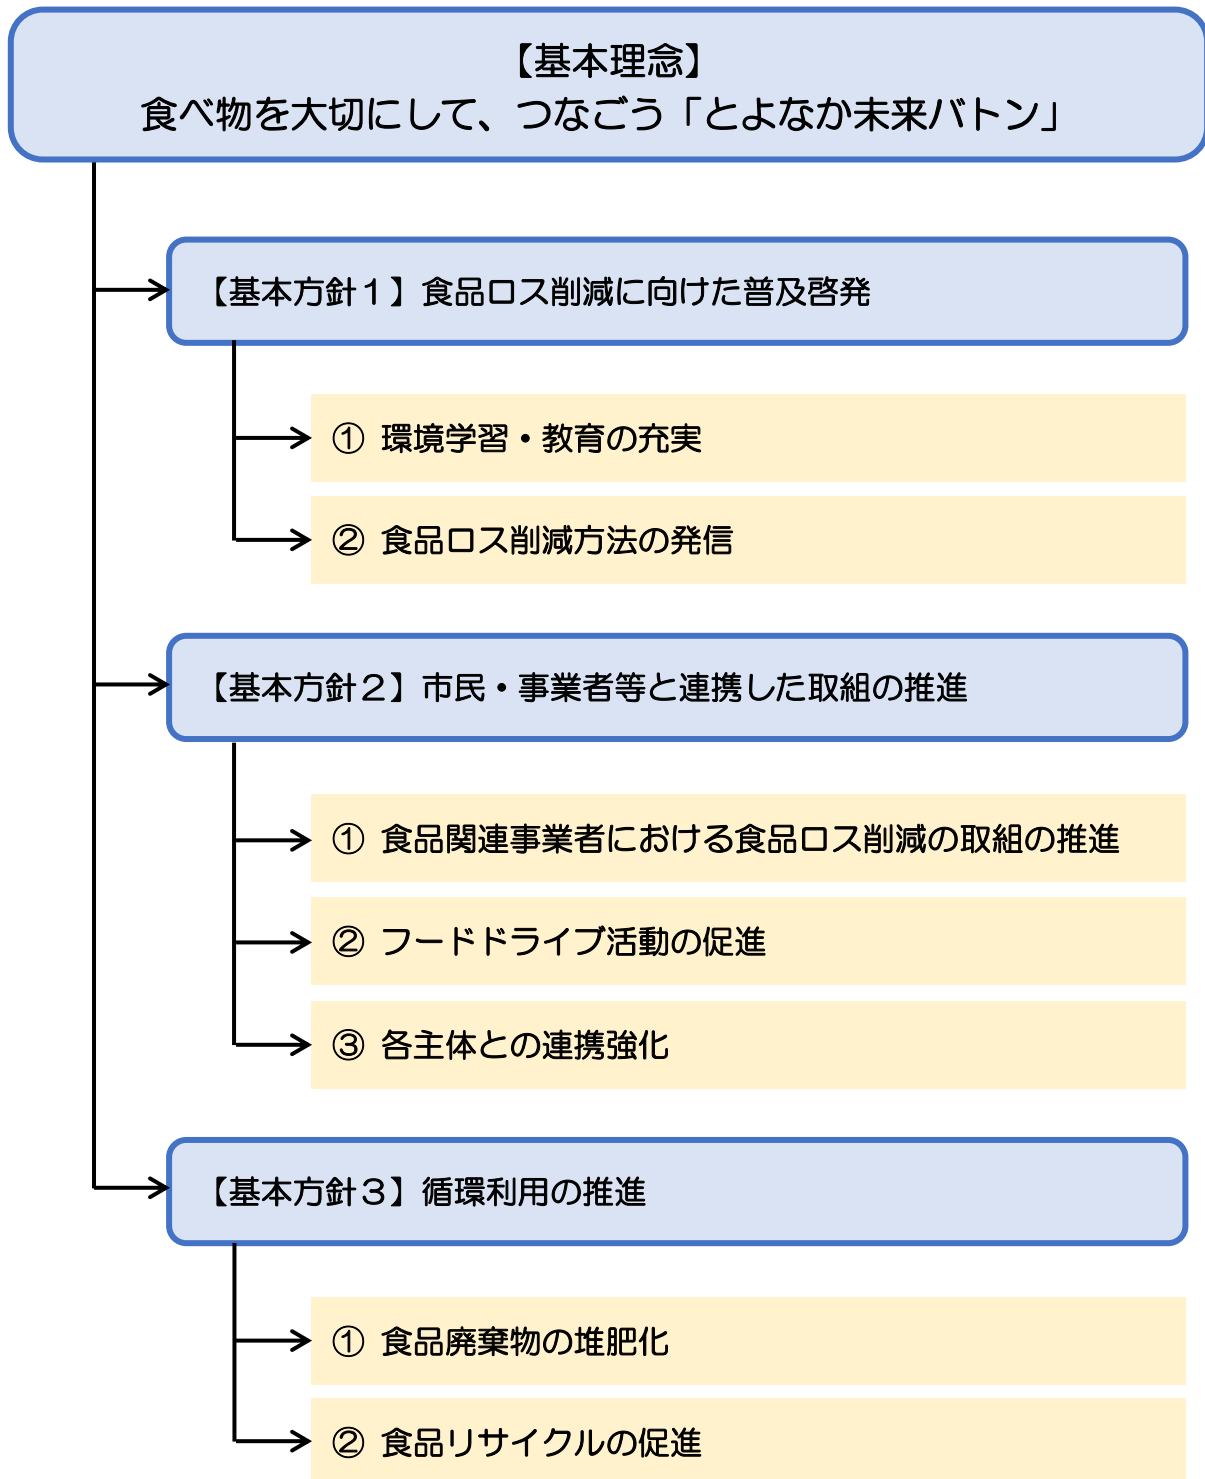 【基本理念】
食べ物を大切にして、つなごう「とよなか未来バトン」
【基本方針１】食品ロス削減に向けた普及啓発
① 環境学習・教育の充実
② 食品ロス削減方法の発信
【基本方針２】市民・事業者等と連携した取組の推進
① 食品関連事業者における食品ロス削減の取組の推進
② フードドライブ活動の促進
③ 各主体との連携強化
【基本方針３】循環利用の推進
① 食品廃棄物の堆肥化
② 食品リサイクルの促進